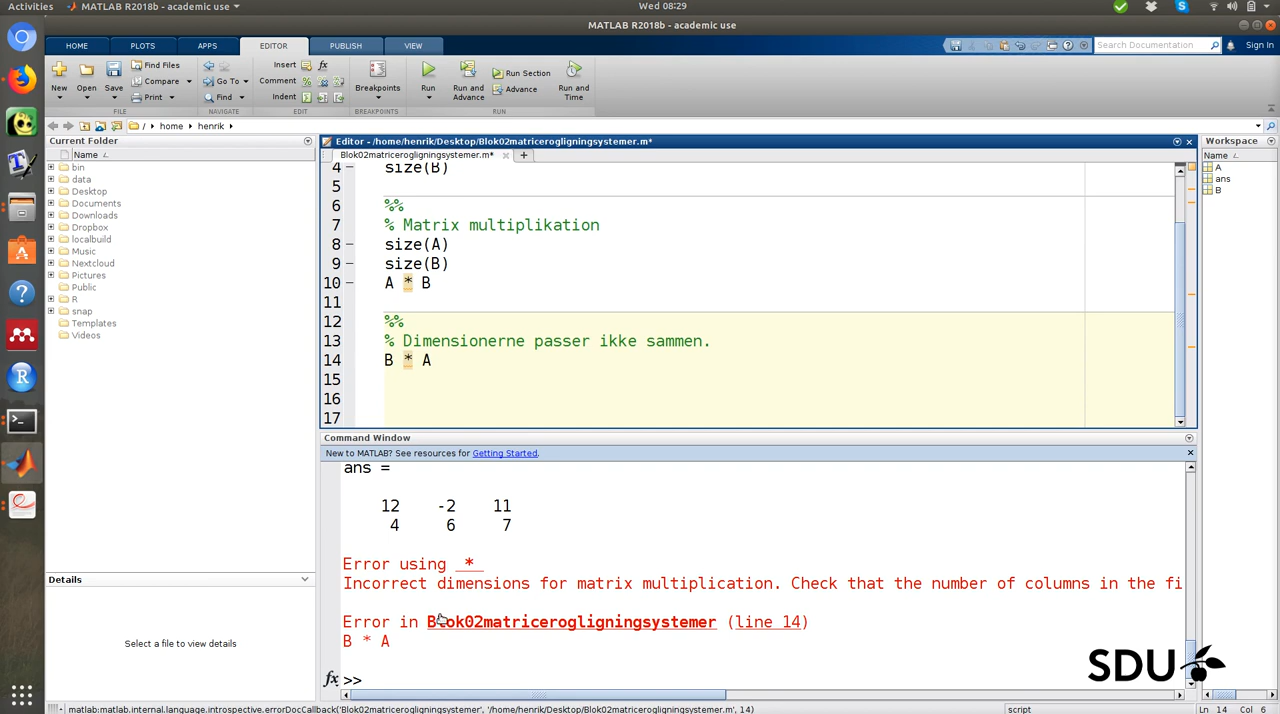 Activities
MATLAB R2018b - academic use
Wed 08:29
MATLAB R2018b - academic use
HOME PLOTS APPS EDITOR PUBLISH VIEW
Search Documentation
Sign In
New Open Save
Find Files
Compare
Print
Go To
Find
Insert fx
Comment
Indent
Breakpoints
Run
Run and Advance
Run Section
Advance
Run and Time
FILE NAVIGATE EDIT BREAKPOINTS RUN
/ home henrik
Current Folder
Name
bin
data
Desktop
Documents
Downloads
Dropbox
localbuild
Music
Nextcloud
Pictures
Public
R
snap
Templates
Videos
Details
Select a file to view details
Editor - /home/henrik/Desktop/Blok02matricerogligningsystemer.m*
Blok02matricerogligningsystemer.m*
4 size(B)
5
6 %%
7 % Matrix multiplikation
8 size(A)
9 size(B)
10 A * B
11
12 %%
13 % Dimensionerne passer ikke sammen.
14 B * A
15
16
17
Command Window
New to MATLAB? See resources for Getting Started.
ans =
12 -2 11
4 6 7
Error using *
Incorrect dimensions for matrix multiplication. Check that the number of columns in the fi
Error in Blok02matricerogligningsystemer (line 14)
B * A
fx >>
Workspace
Name
A
ans
B
SDU
matlab:matlab.internal.language.introspective.errorDocCallback('Blok02matricerogligningsystemer', '/home/henrik/Desktop/Blok02matricerogligningsystemer.m', 14)
script
Ln 14 Col 6